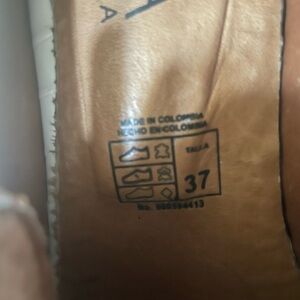 A
MADE IN COLOMBIA
HECHO EN COLOMBIA
TALLA
37